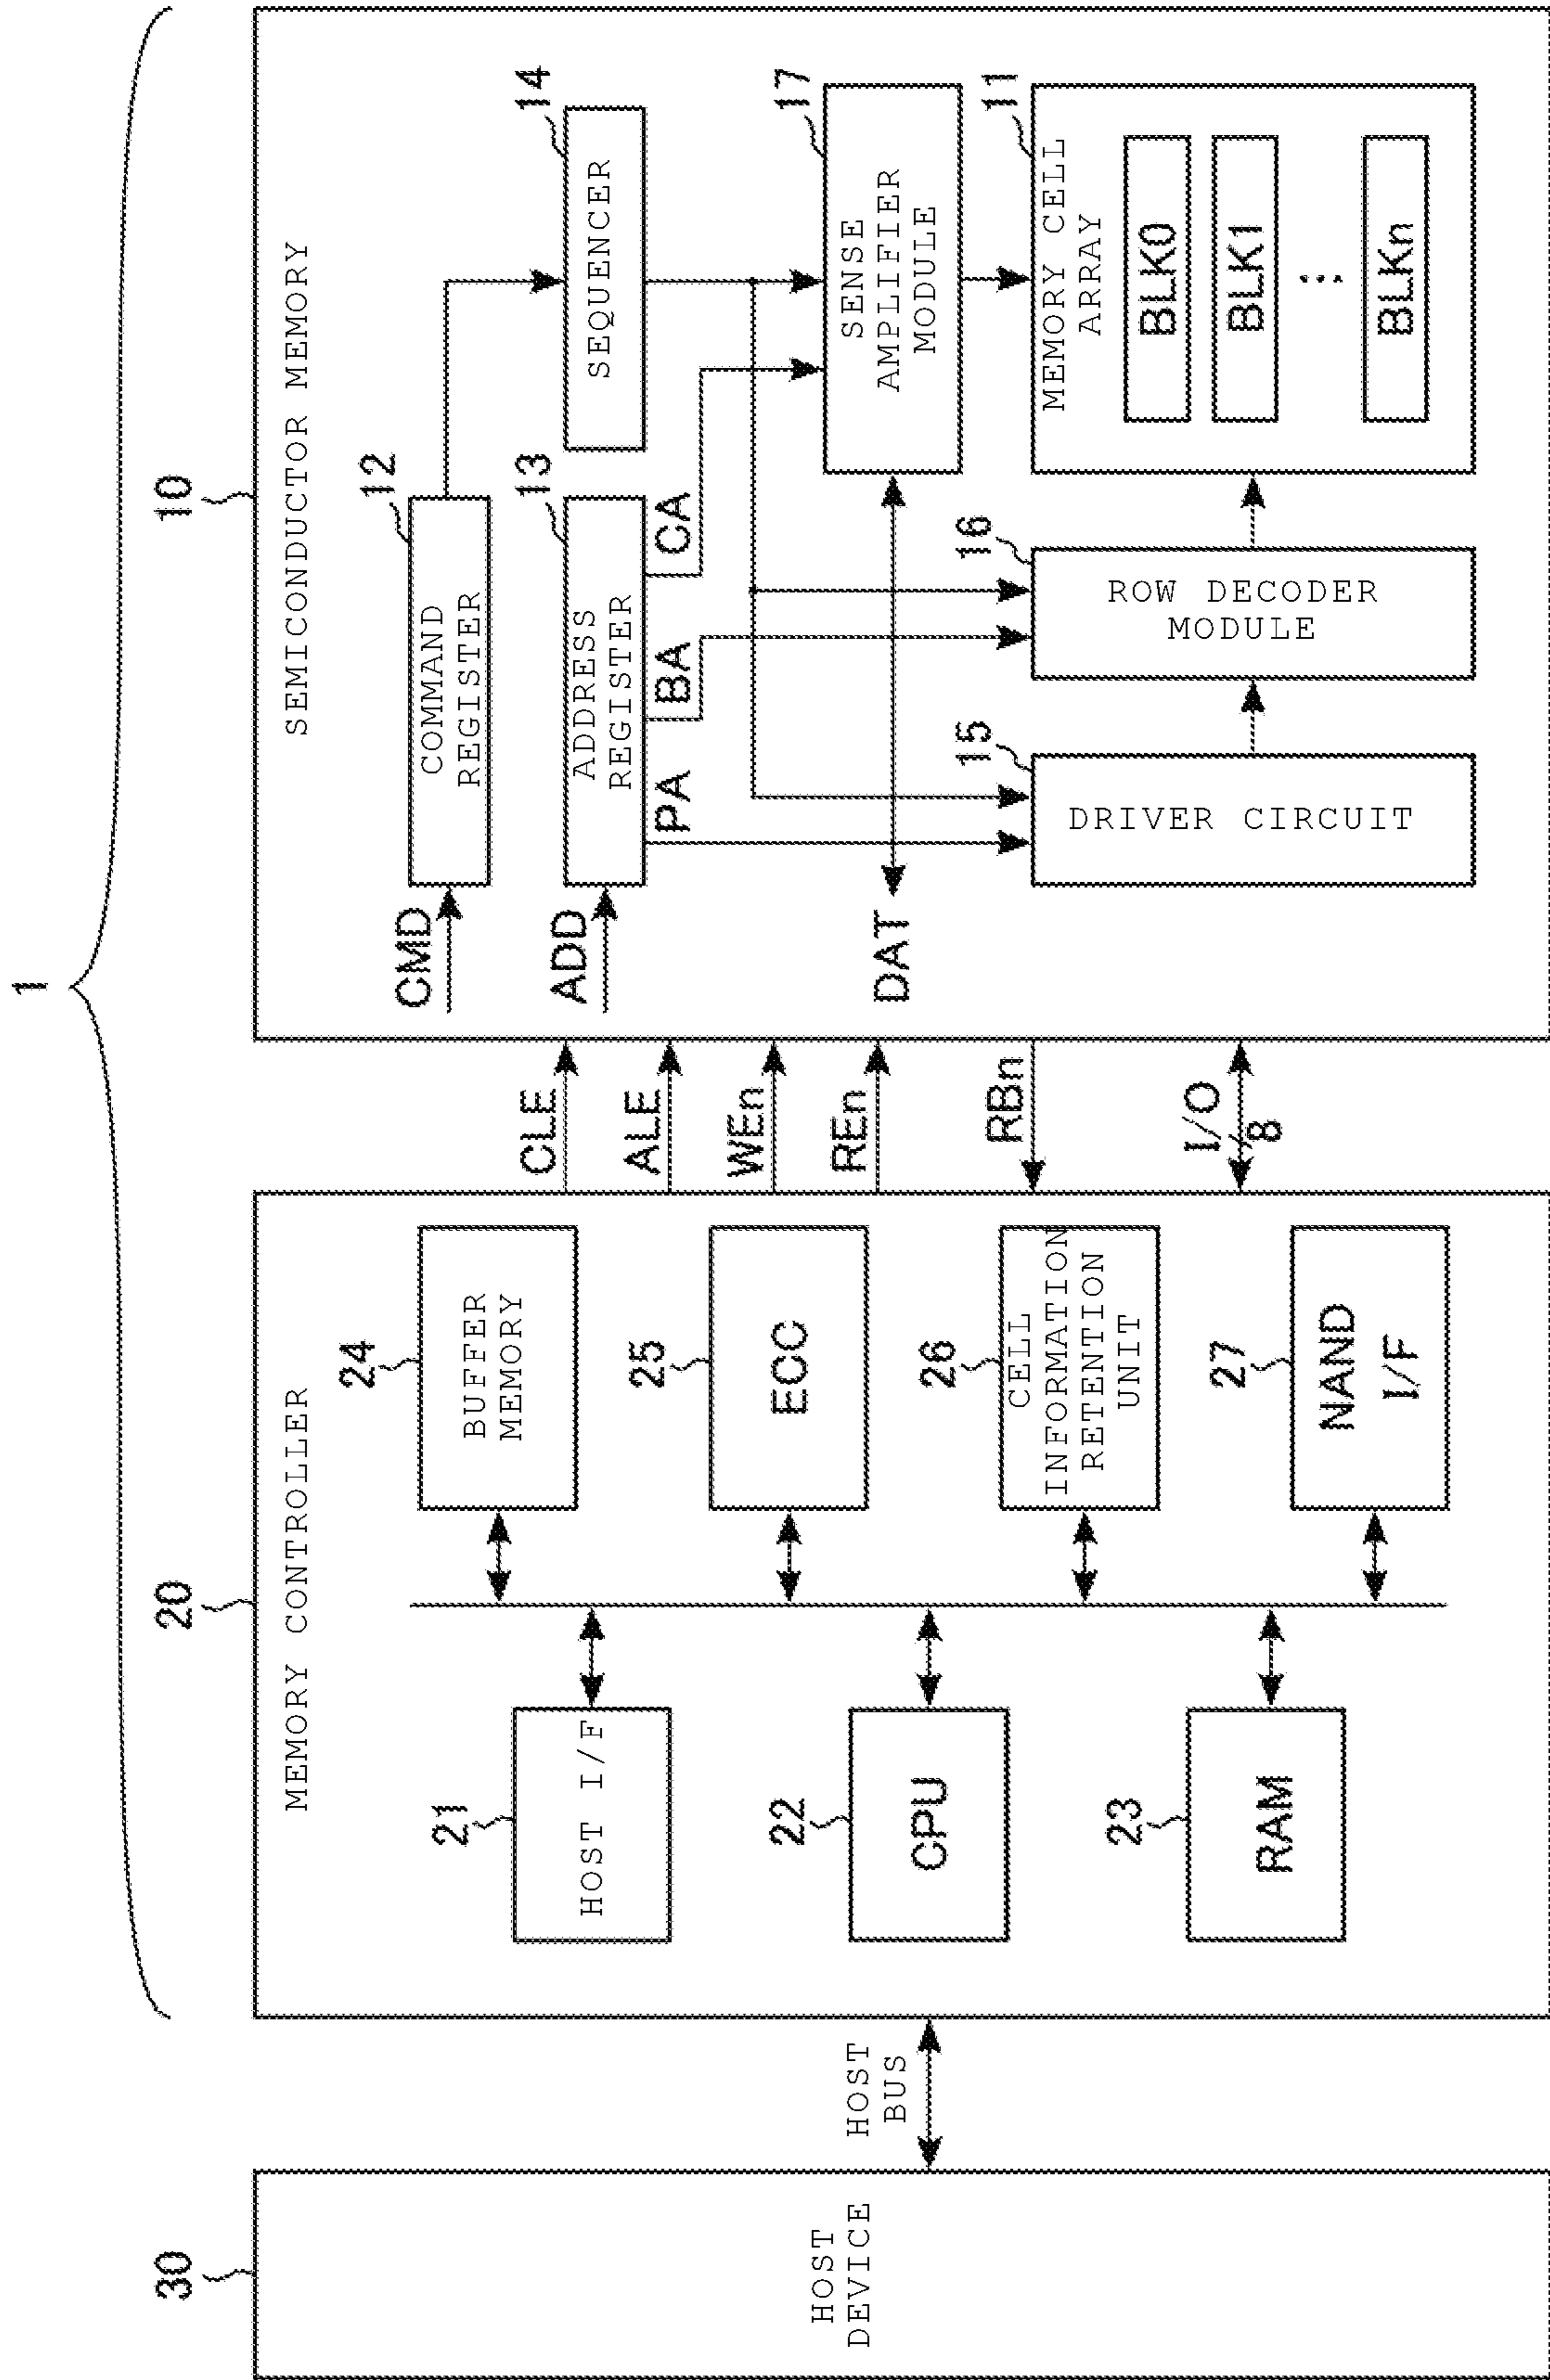 1
30
HOST
DEVICE
HOST
BUS
20
MEMORY CONTROLLER
21
HOST I/F
22
CPU
23
RAM
24
BUFFER
MEMORY
25
ECC
26
CELL
INFORMATION
RETENTION
UNIT
27
NAND
I/F
CLE
ALE
WEn
REn
RBn
I/O
8
10
SEMICONDUCTOR MEMORY
CMD
12
COMMAND
REGISTER
ADD
13
ADDRESS
REGISTER
14
SEQUENCER
PA
BA
CA
DAT
17
SENSE
AMPLIFIER
MODULE
15
DRIVER CIRCUIT
16
ROW DECODER
MODULE
11
MEMORY CELL
ARRAY
BLK0
BLK1
BLKn